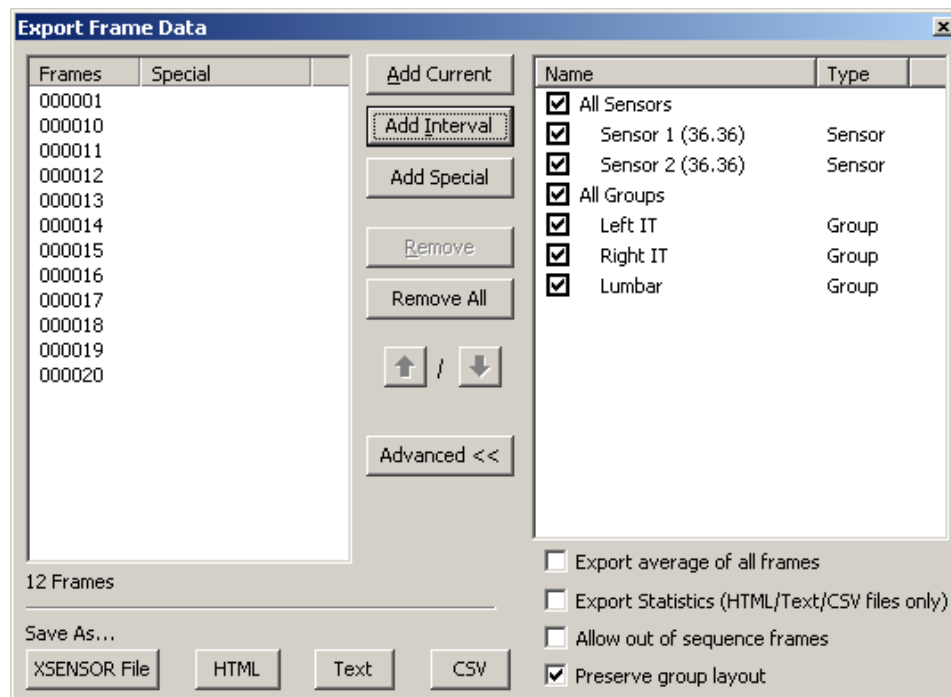 Export Frame Data
Frames Special
000001
000010
000011
000012
000013
000014
000015
000016
000017
000018
000019
000020
12 Frames
Save As...
XSENSOR File HTML Text CSV
Add Current
Add Interval
Add Special
Remove
Remove All
/
Advanced <<
Name Type
All Sensors
Sensor 1 (36.36) Sensor
Sensor 2 (36.36) Sensor
All Groups
Left IT Group
Right IT Group
Lumbar Group
Export average of all frames
Export Statistics (HTML/Text/CSV files only)
Allow out of sequence frames
Preserve group layout